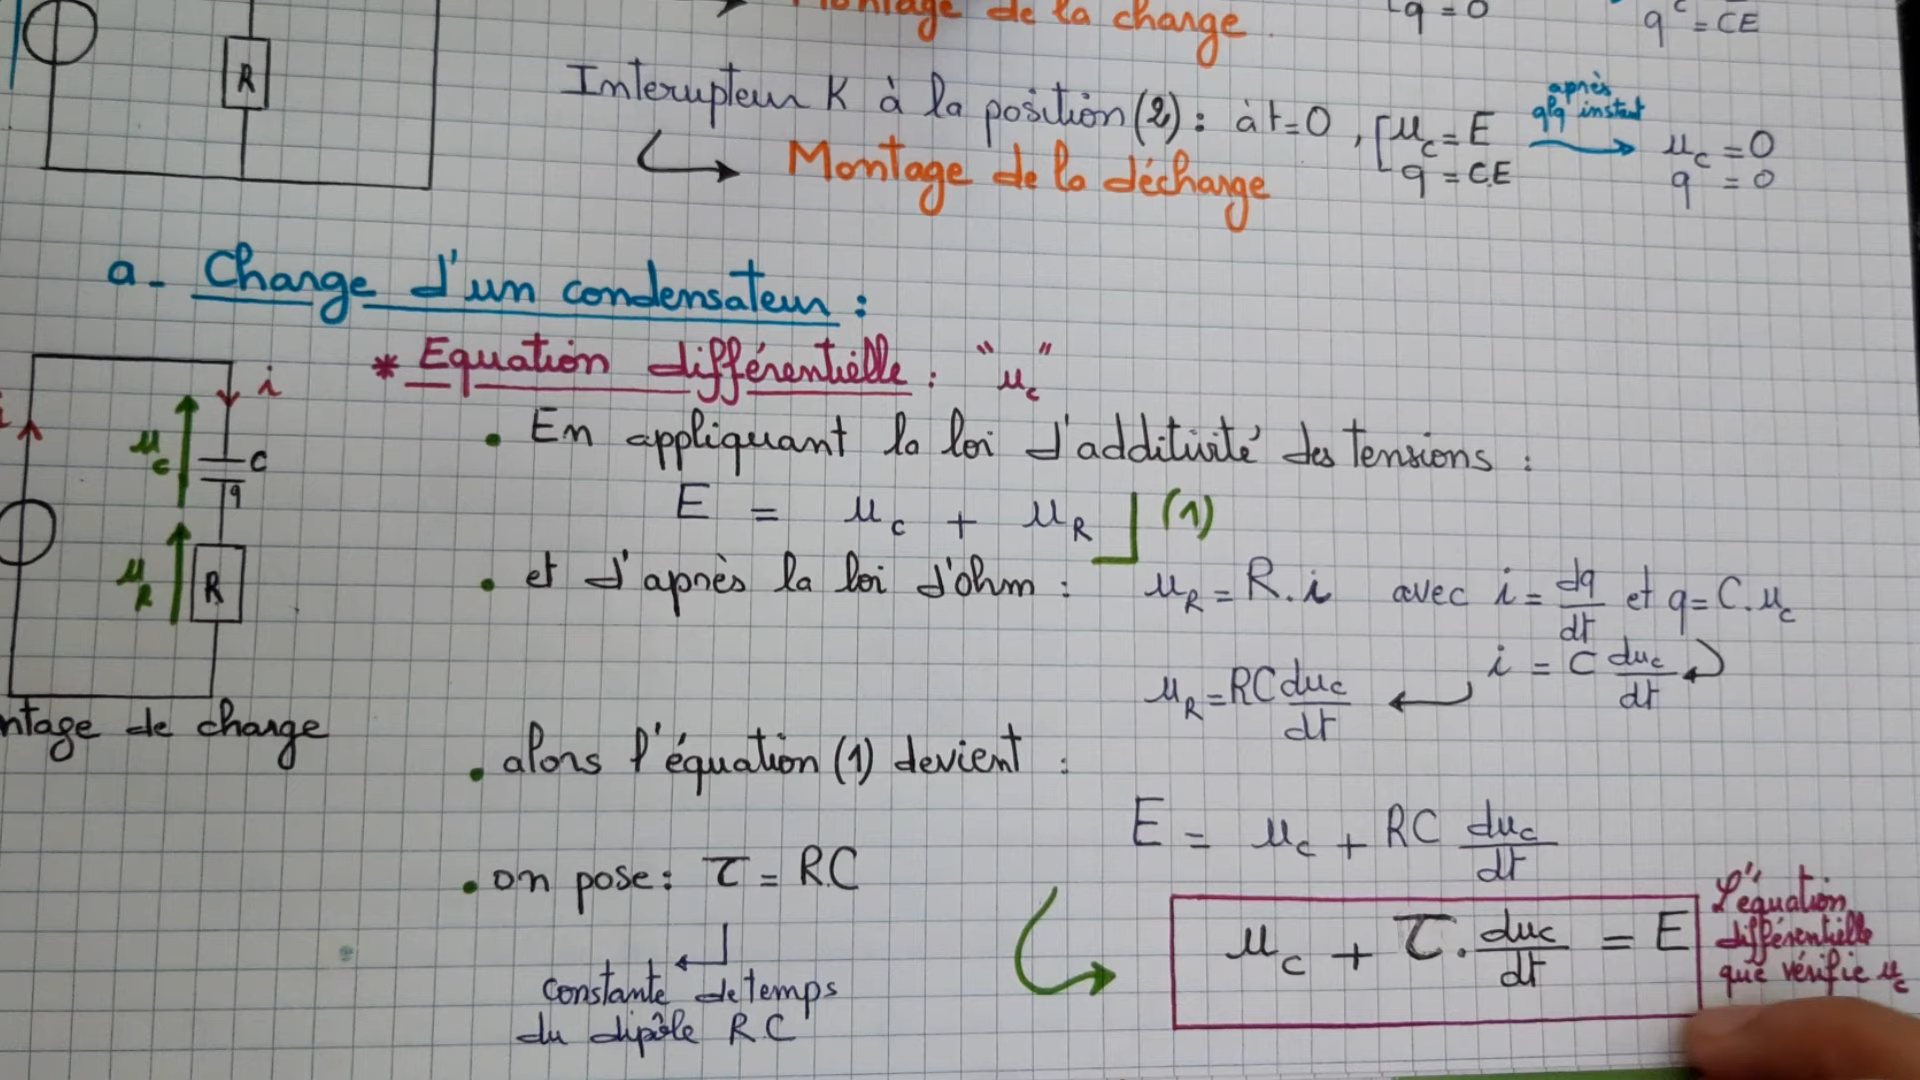 Montage de la charge.
q = 0
q = CE
R
Interupteur K à la position (2) : à t=0, [u_c = E
q = C.E
après
qlq instant
u_c = 0
q = 0
Montage de la décharge
a - Charge d'un condensateur :
* Equation différentielle : "u_c"
i
• En appliquant la loi d'additivité des tensions :
u_c
C
q
E = u_c + u_R ] (1)
• et d'après la loi d'ohm : u_R = R.i avec i = dq/dt et q = C.u_c
u_R
R
i = C du_c/dt
u_R = RC du_c/dt
ntage de charge
• alors l'équation (1) devient :
E = u_c + RC du_c/dt
• on pose : τ = R.C
u_c + τ . du_c/dt = E
L'équation
différentielle
que vérifie u_c
constante de temps
du dipôle RC